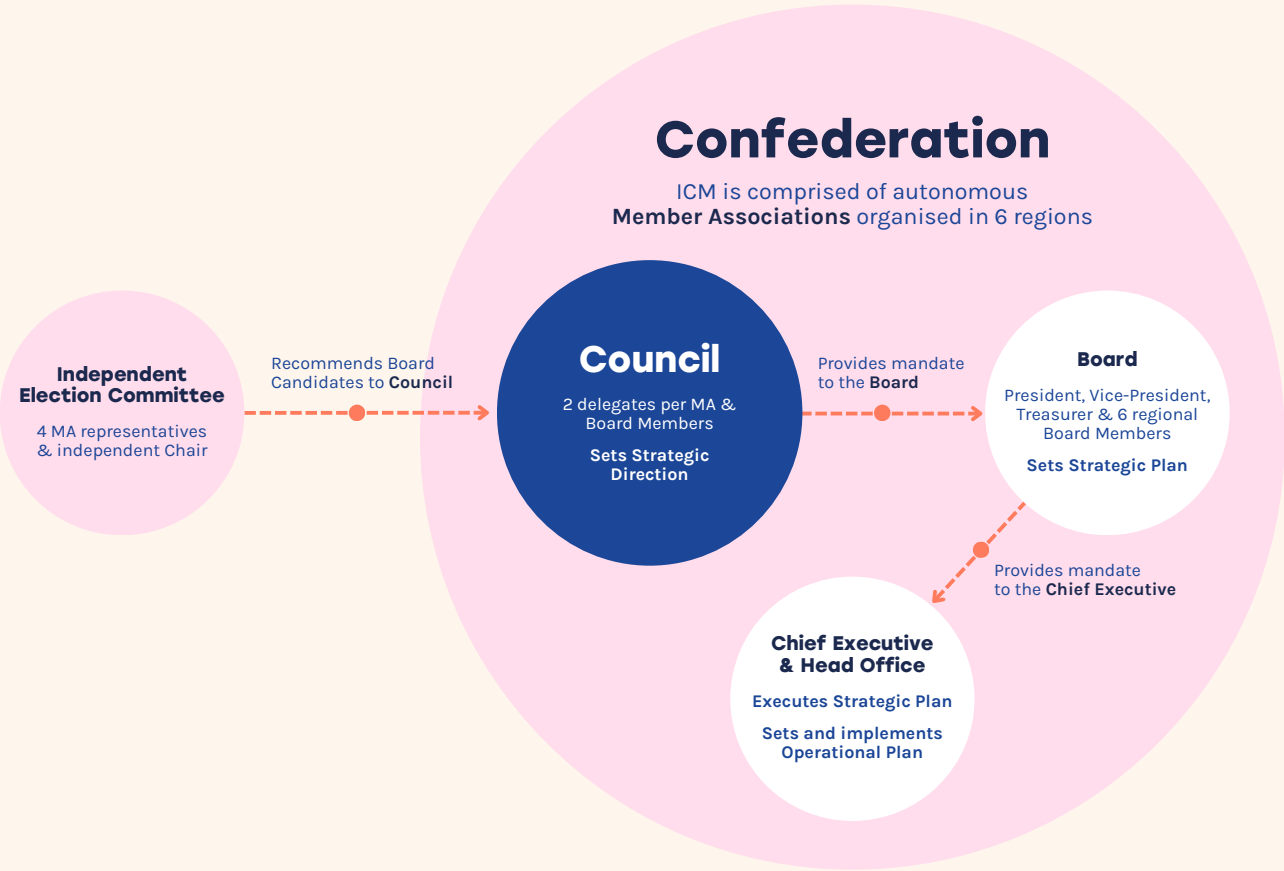 Confederation
ICM is comprised of autonomous
Member Associations organised in 6 regions
Independent
Election Committee
4 MA representatives
& independent Chair
Recommends Board
Candidates to Council
Council
2 delegates per MA &
Board Members
Sets Strategic
Direction
Provides mandate
to the Board
Board
President, Vice-President,
Treasurer & 6 regional
Board Members
Sets Strategic Plan
Provides mandate
to the Chief Executive
Chief Executive
& Head Office
Executes Strategic Plan
Sets and implements
Operational Plan